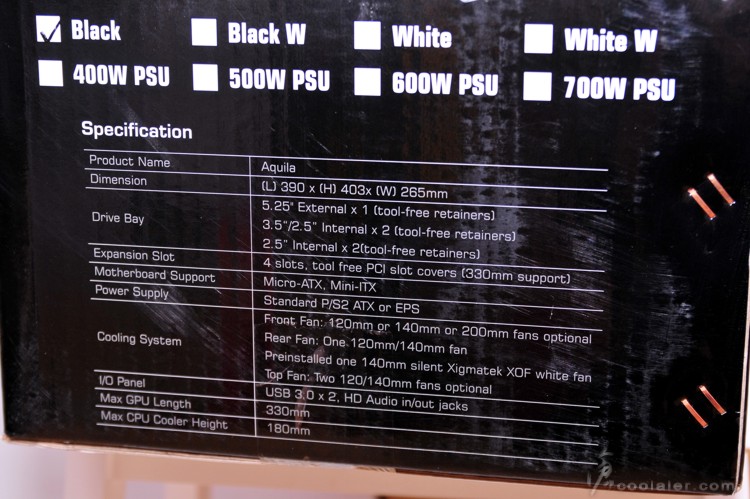 Black Black W White White W
400W PSU 500W PSU 600W PSU 700W PSU
Specification
Product Name Aquila
Dimension (L) 390 x (H) 403x (W) 265mm
Drive Bay 5.25" External x 1 (tool-free retainers)
3.5"/2.5" Internal x 2 (tool-free retainers)
2.5" Internal x 2(tool-free retainers)
Expansion Slot 4 slots, tool free PCI slot covers (330mm support)
Motherboard Support Micro-ATX, Mini-ITX
Power Supply Standard P/S2 ATX or EPS
Cooling System Front Fan: 120mm or 140mm or 200mm fans optional
Rear Fan: One 120mm/140mm fan
Preinstalled one 140mm silent Xigmatek XOF white fan
Top Fan: Two 120/140mm fans optional
I/O Panel USB 3.0 x 2, HD Audio in/out jacks
Max GPU Length 330mm
Max CPU Cooler Height 180mm
coolaler.com